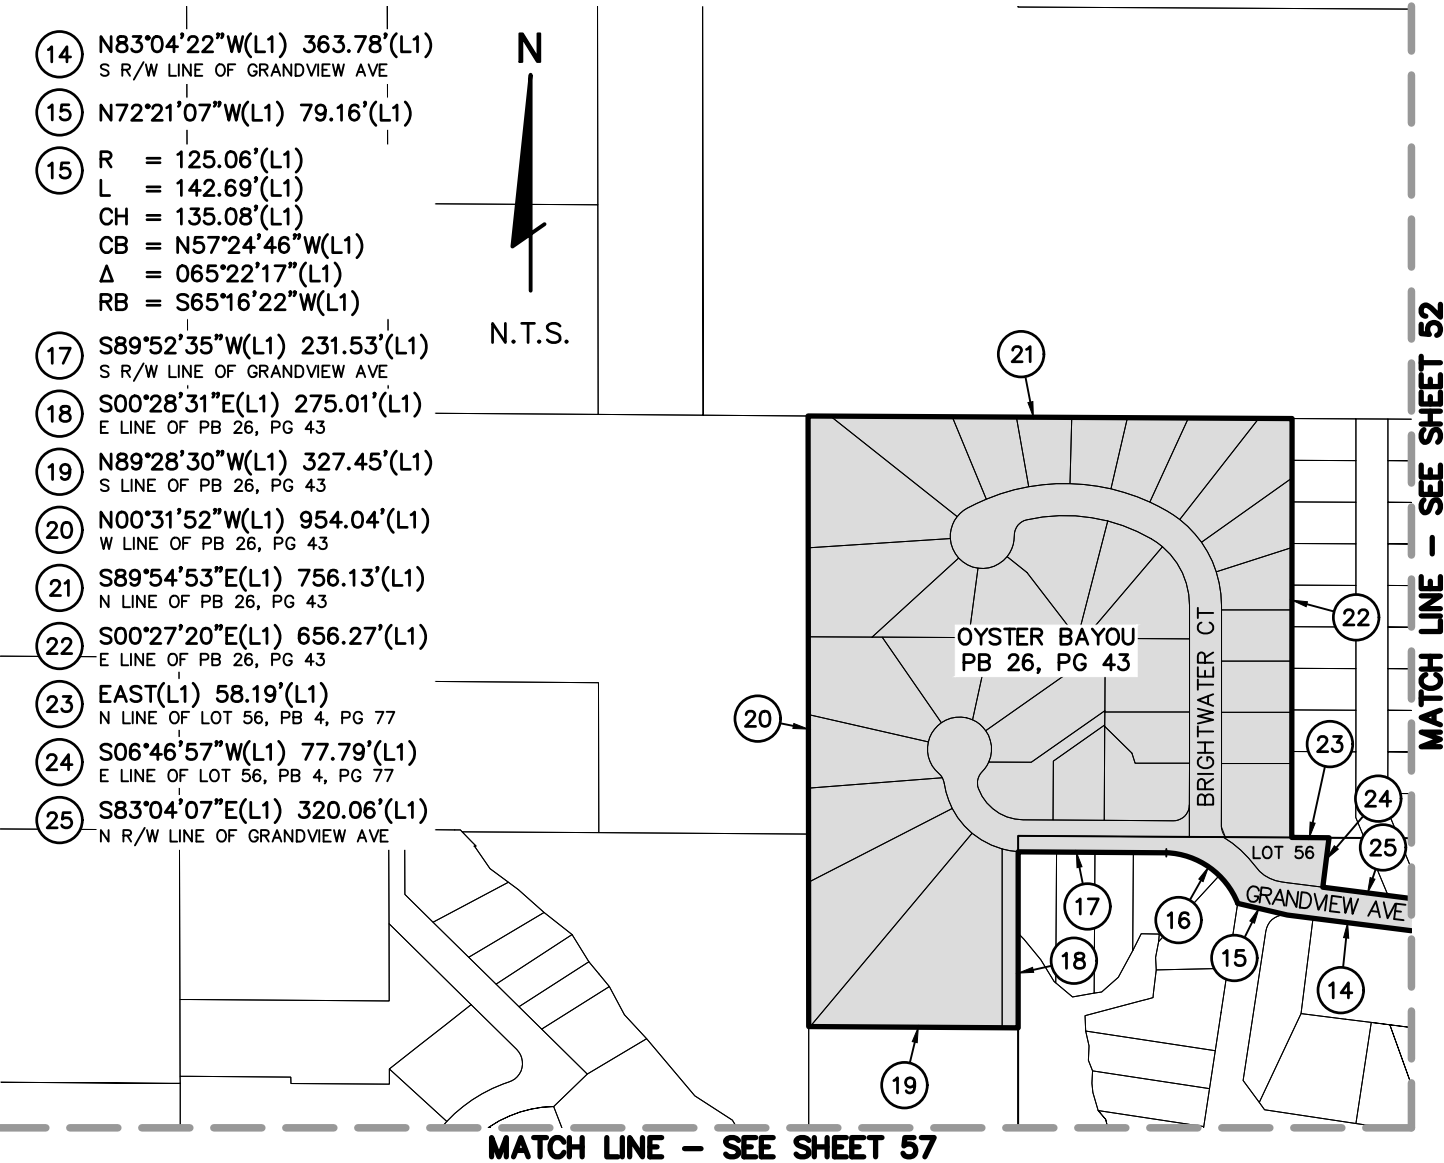 14 N83°04'22"W(L1) 363.78'(L1)
S R/W LINE OF GRANDVIEW AVE
15 N72°21'07"W(L1) 79.16'(L1)
15 R = 125.06'(L1)
L = 142.69'(L1)
CH = 135.08'(L1)
CB = N57°24'46"W(L1)
Δ = 065°22'17"(L1)
RB = S65°16'22"W(L1)
17 S89°52'35"W(L1) 231.53'(L1)
S R/W LINE OF GRANDVIEW AVE
18 S00°28'31"E(L1) 275.01'(L1)
E LINE OF PB 26, PG 43
19 N89°28'30"W(L1) 327.45'(L1)
S LINE OF PB 26, PG 43
20 N00°31'52"W(L1) 954.04'(L1)
W LINE OF PB 26, PG 43
21 S89°54'53"E(L1) 756.13'(L1)
N LINE OF PB 26, PG 43
22 S00°27'20"E(L1) 656.27'(L1)
E LINE OF PB 26, PG 43
23 EAST(L1) 58.19'(L1)
N LINE OF LOT 56, PB 4, PG 77
24 S06°46'57"W(L1) 77.79'(L1)
E LINE OF LOT 56, PB 4, PG 77
25 S83°04'07"E(L1) 320.06'(L1)
N R/W LINE OF GRANDVIEW AVE
N
N.T.S.
21
22
OYSTER BAYOU
PB 26, PG 43
BRIGHTWATER CT
20
23
24
25
LOT 56
GRANDVIEW AVE
17
16
18
15
14
19
MATCH LINE - SEE SHEET 52
MATCH LINE - SEE SHEET 57